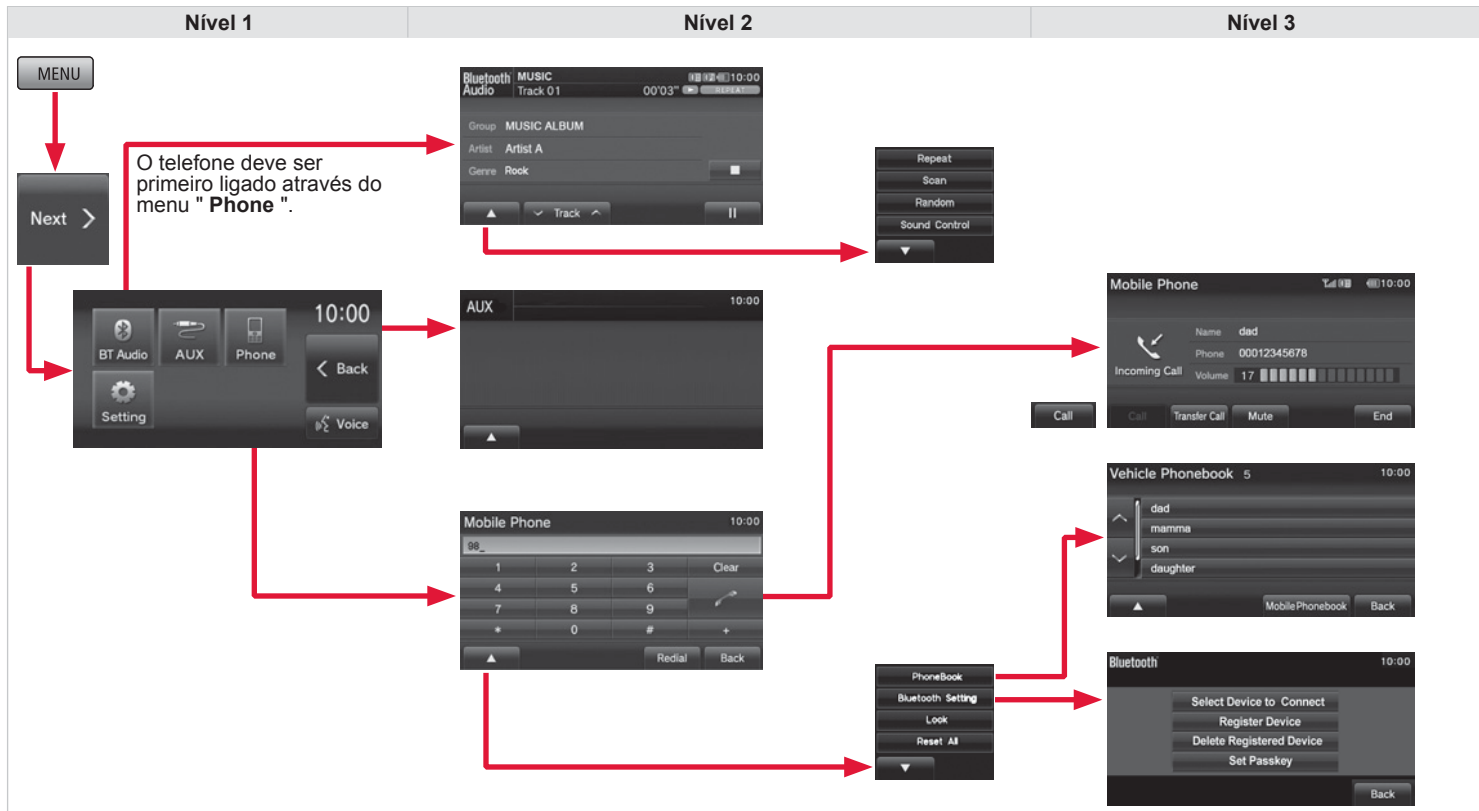 Nível 1
Nível 2
Nível 3
MENU
Next
O telefone deve ser
primeiro ligado através do
menu " Phone ".
10:00
BT Audio
AUX
Phone
Back
Setting
Voice
Bluetooth Audio
MUSIC
10:00
Track 01
00'03"
REPEAT
Group MUSIC ALBUM
Artist Artist A
Genre Rock
Track
Repeat
Scan
Random
Sound Control
AUX
10:00
Mobile Phone
10:00
98_
1 2 3 Clear
4 5 6
7 8 9
* 0 # +
Redial
Back
PhoneBook
Bluetooth Setting
Lock
Reset All
Mobile Phone
10:00
Name dad
Phone 00012345678
Incoming Call
Volume 17
Call
Call
Transfer Call
Mute
End
Vehicle Phonebook 5
10:00
dad
mamma
son
daughter
Mobile Phonebook
Back
Bluetooth
10:00
Select Device to Connect
Register Device
Delete Registered Device
Set Passkey
Back